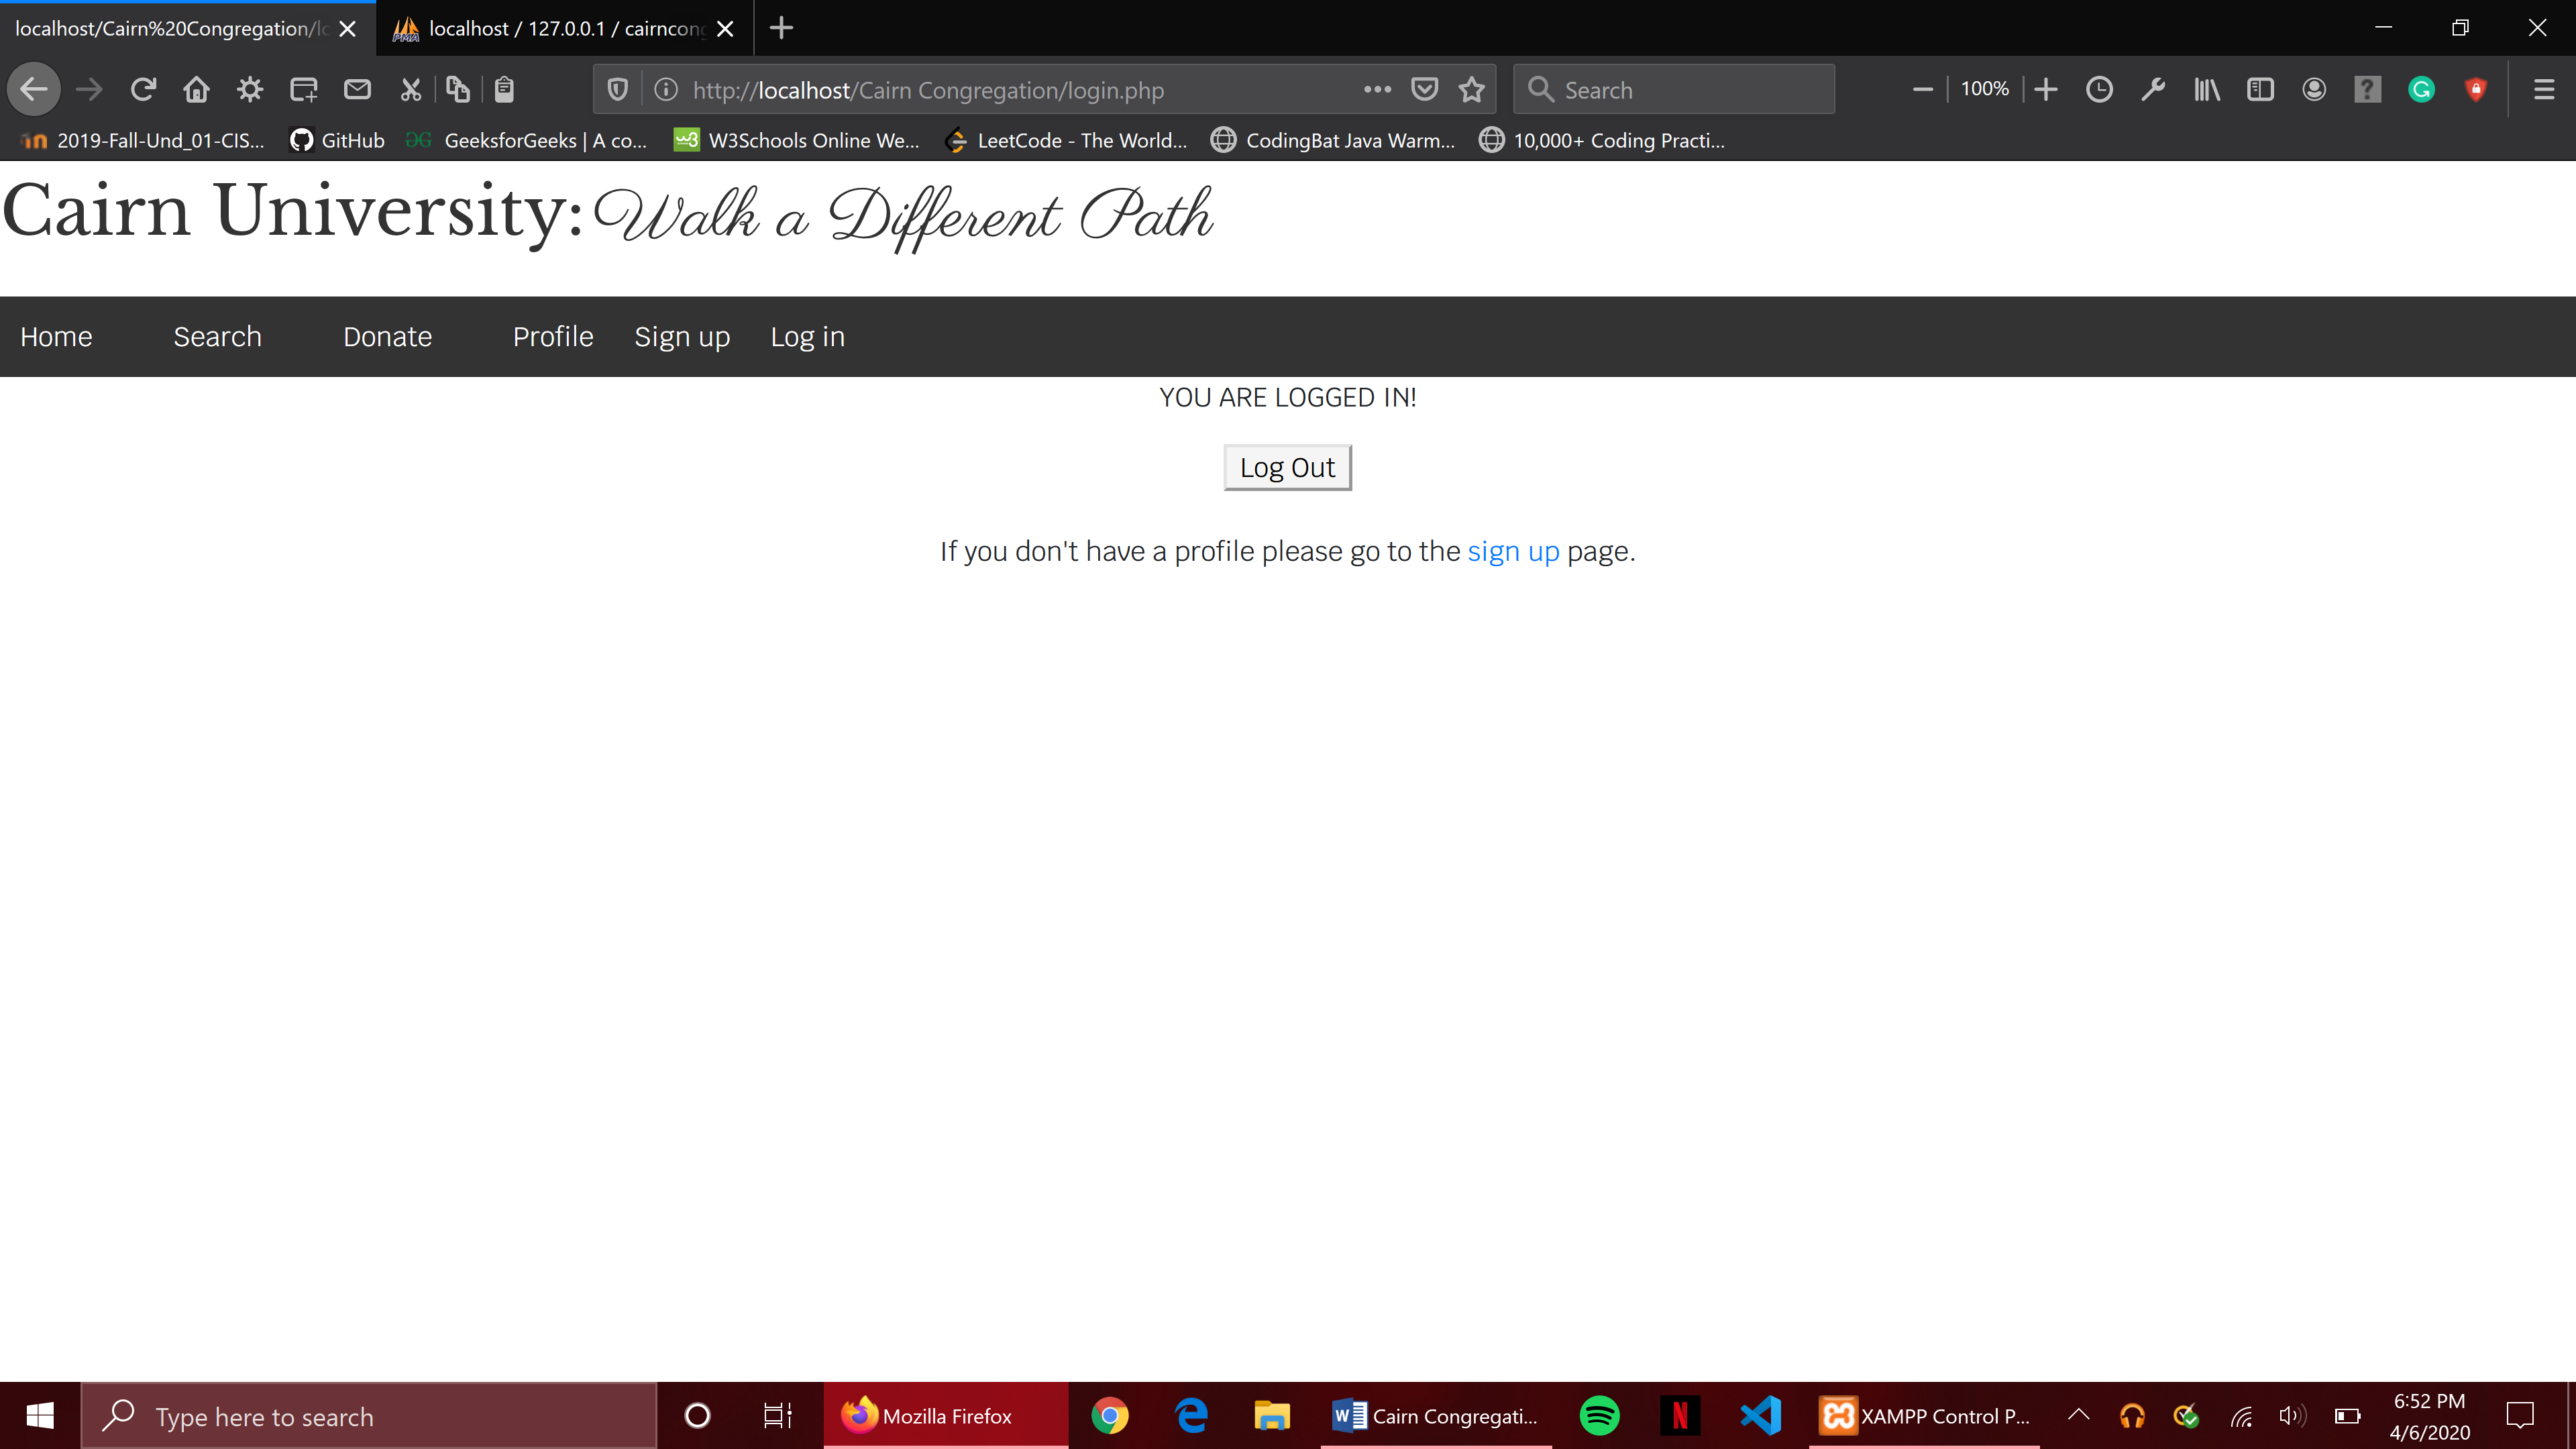 localhost/Cairn%20Congregation/lo
localhost / 127.0.0.1 / cairncong
http://localhost/Cairn Congregation/login.php
Search
100%
2019-Fall-Und_01-CIS...
GitHub
GeeksforGeeks | A co...
W3Schools Online We...
LeetCode - The World...
CodingBat Java Warm...
10,000+ Coding Practi...
Cairn University: Walk a Different Path
Home Search Donate Profile Sign up Log in
YOU ARE LOGGED IN!
Log Out
If you don't have a profile please go to the sign up page.
Type here to search
Mozilla Firefox
Cairn Congregati...
XAMPP Control P...
6:52 PM
4/6/2020